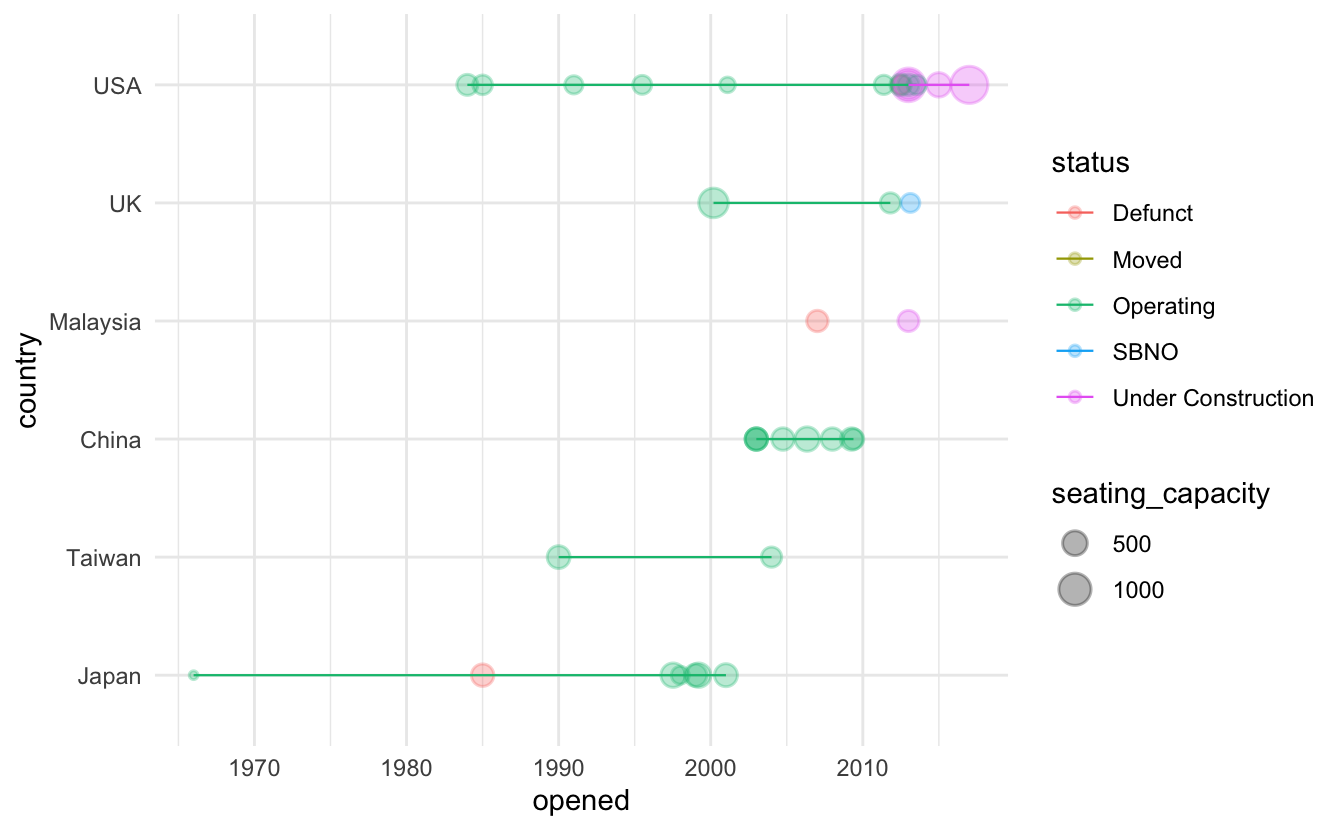 USA
UK
Malaysia
China
Taiwan
Japan
country
1970 1980 1990 2000 2010
opened
status
Defunct
Moved
Operating
SBNO
Under Construction
seating_capacity
500
1000